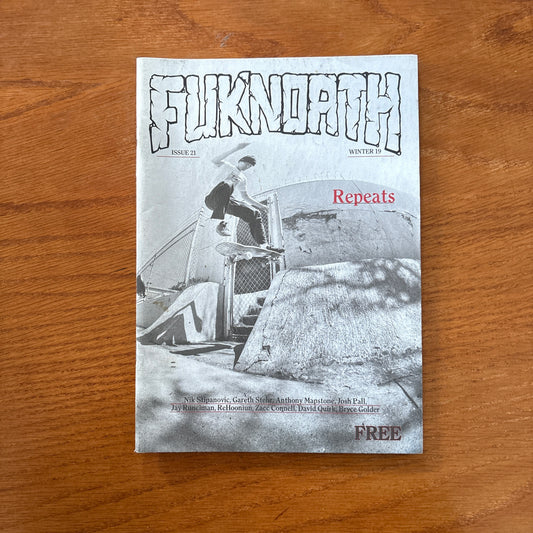 FUKNORTH
ISSUE 21
WINTER 19
Repeats
Nik Stipanovic, Gareth Stehr, Anthony Mapstone, Josh Pall,
Jay Runciman, ReHooniun, Zacc Connell, David Quirk, Bryce Golder
FREE